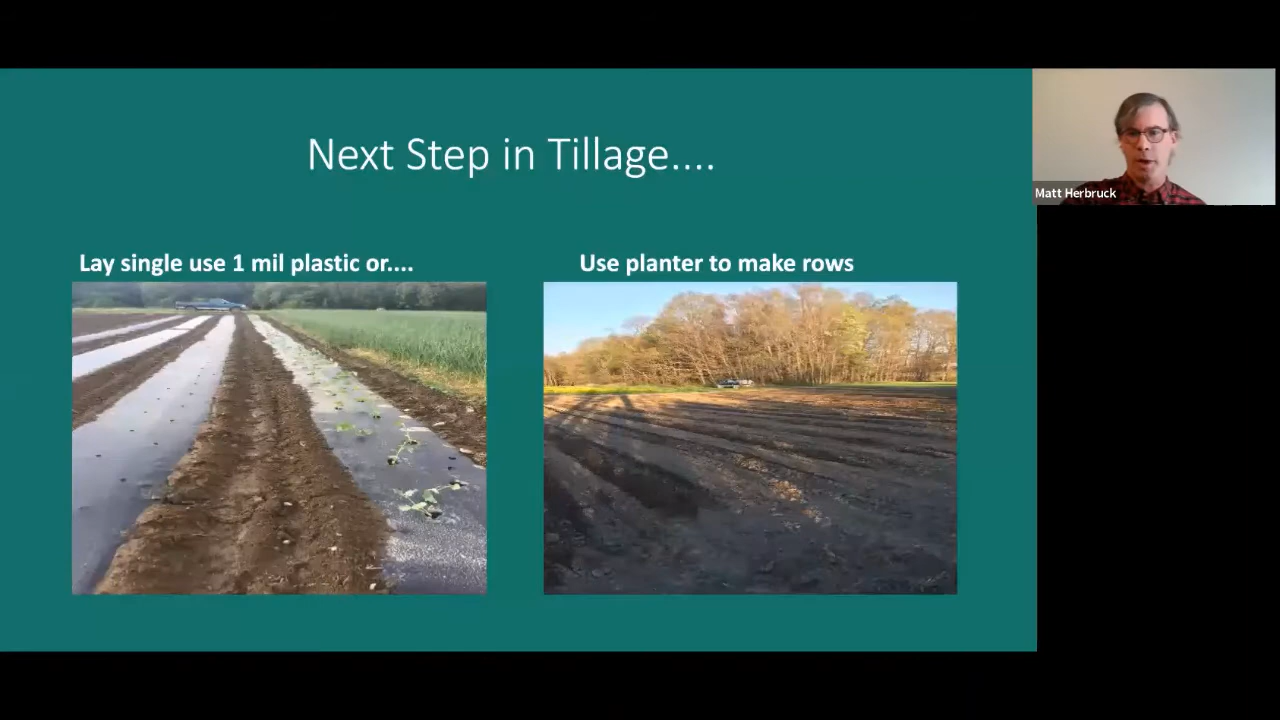 Next Step in Tillage....
Matt Herbruck
Lay single use 1 mil plastic or....
Use planter to make rows